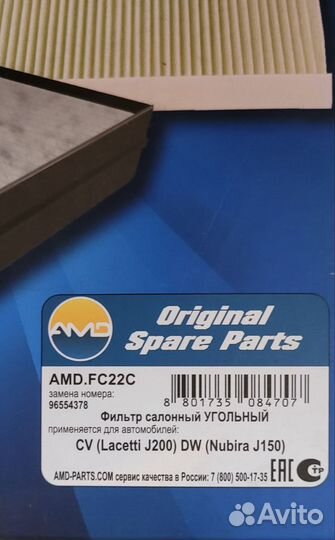 AMD
Original
Spare Parts
AMD.FC22C
замена номера:
96554378
8 801735 084707
Фильтр салонный УГОЛЬНЫЙ
применяется для автомобилей:
CV (Lacetti J200) DW (Nubira J150)
AMD-PARTS.COM сервис качества в России: 7 (800) 500-17-35
EAC
СТР
Avito